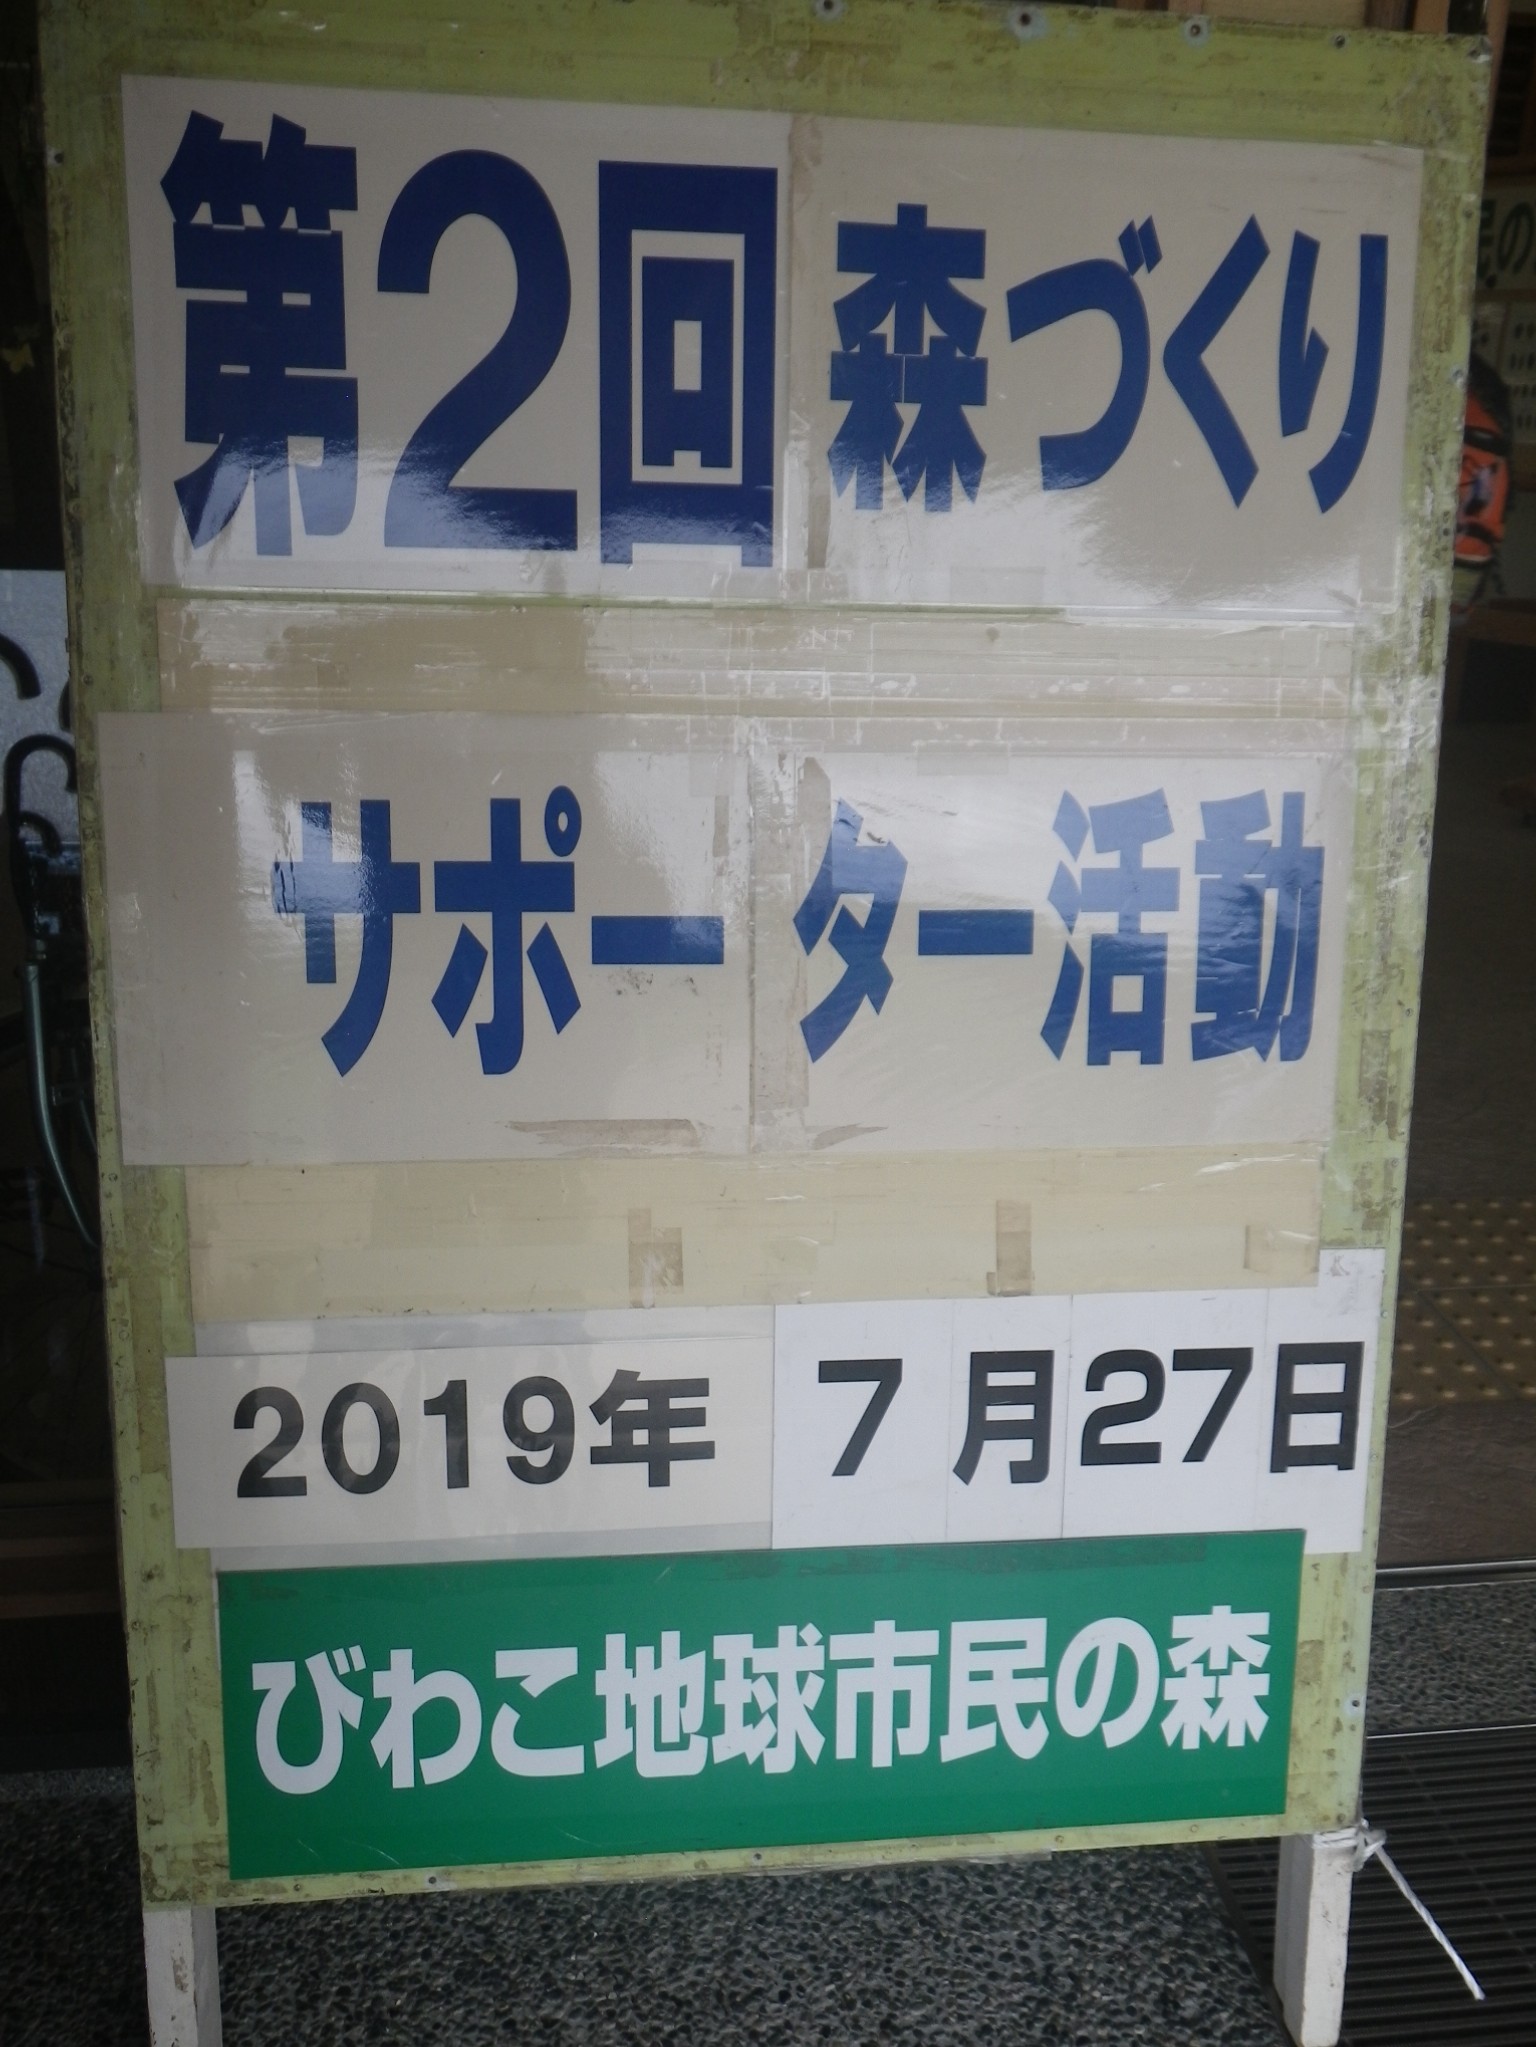 第2回 森づくり
サポーター活動
2019年 7月27日
びわこ地球市民の森